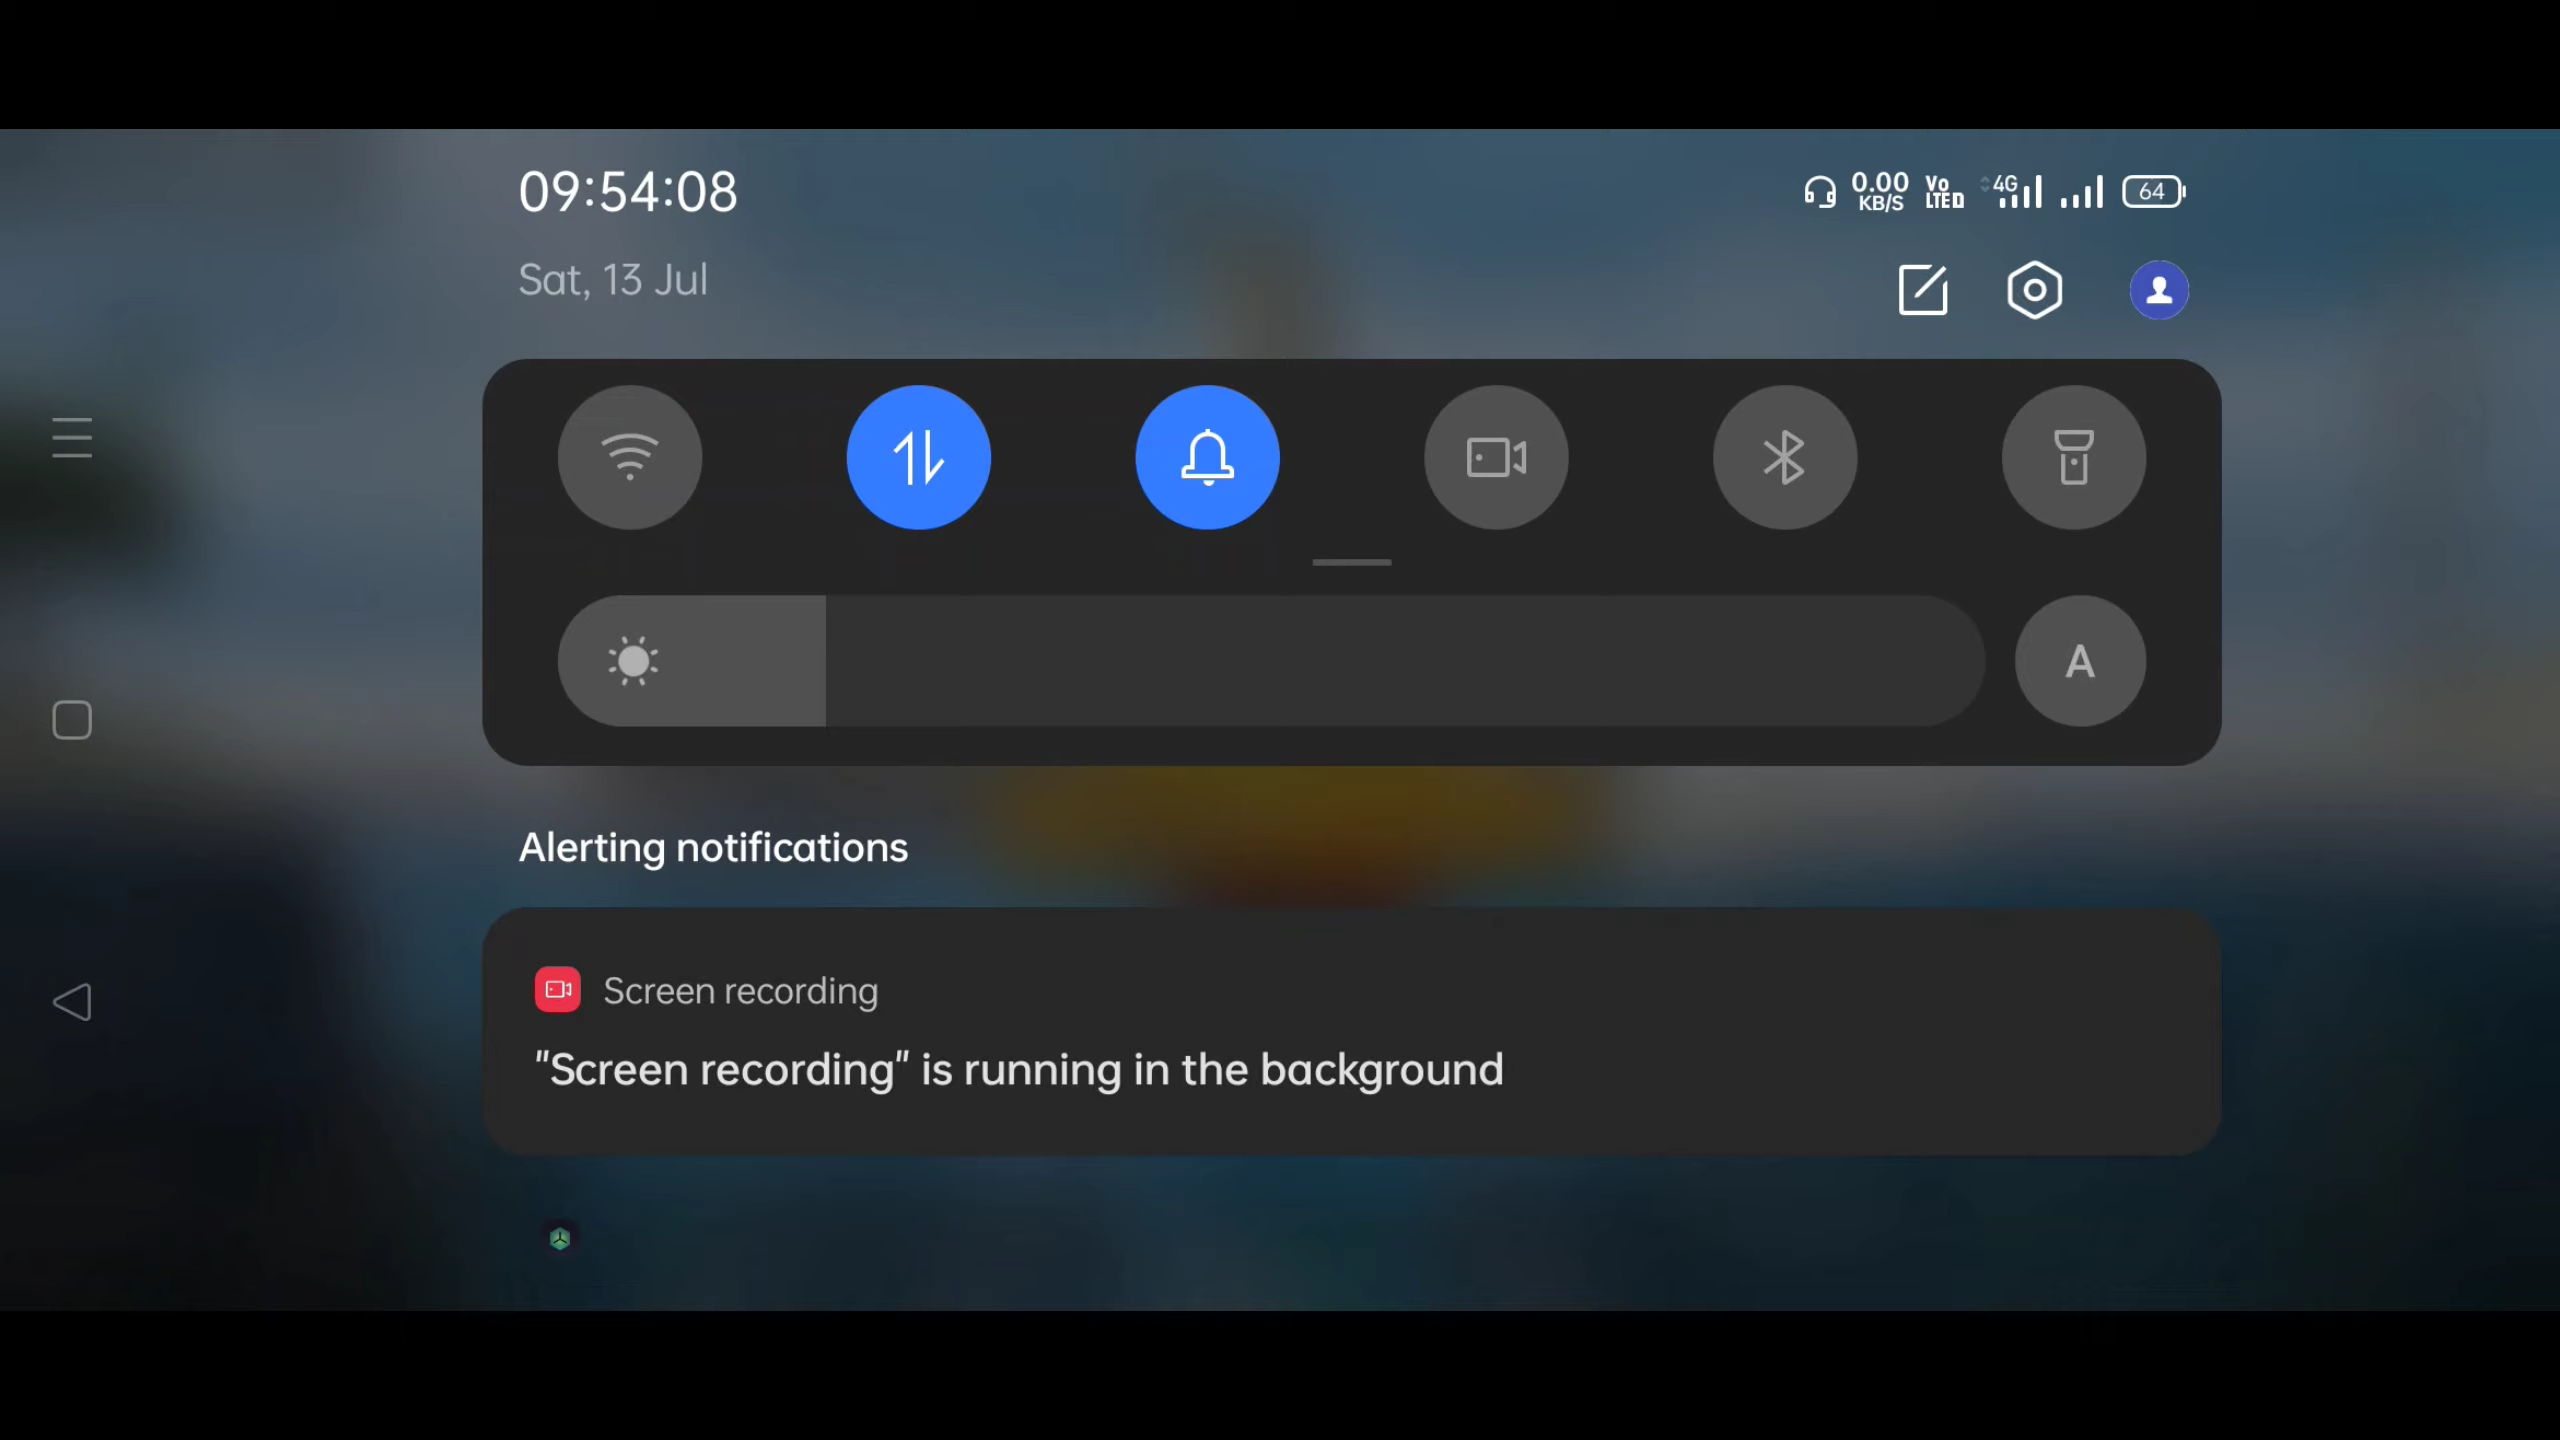 09:54:08
0.00
KB/S
Vo
LTE
4G
64
Sat, 13 Jul
A
Alerting notifications
Screen recording
"Screen recording" is running in the background